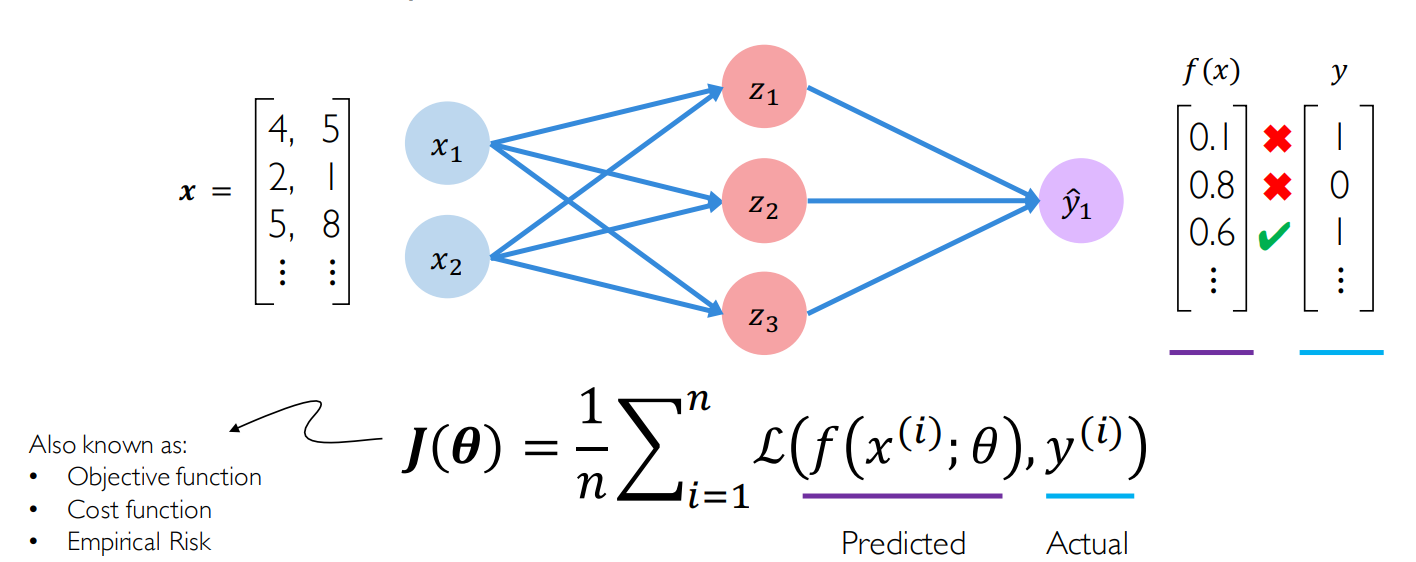 f(x) y
x = [4, 5
2, 1
5, 8
⋮ ⋮]
x₁
x₂
z₁
z₂
z₃
ŷ₁
[0.1 ✖ 1
0.8 ✖ 0
0.6 ✔ 1
⋮ ⋮]
J(θ) = 1/n ∑ⁿᵢ₌₁ ℒ(f(x⁽ⁱ⁾; θ), y⁽ⁱ⁾)
Predicted Actual
Also known as:
• Objective function
• Cost function
• Empirical Risk